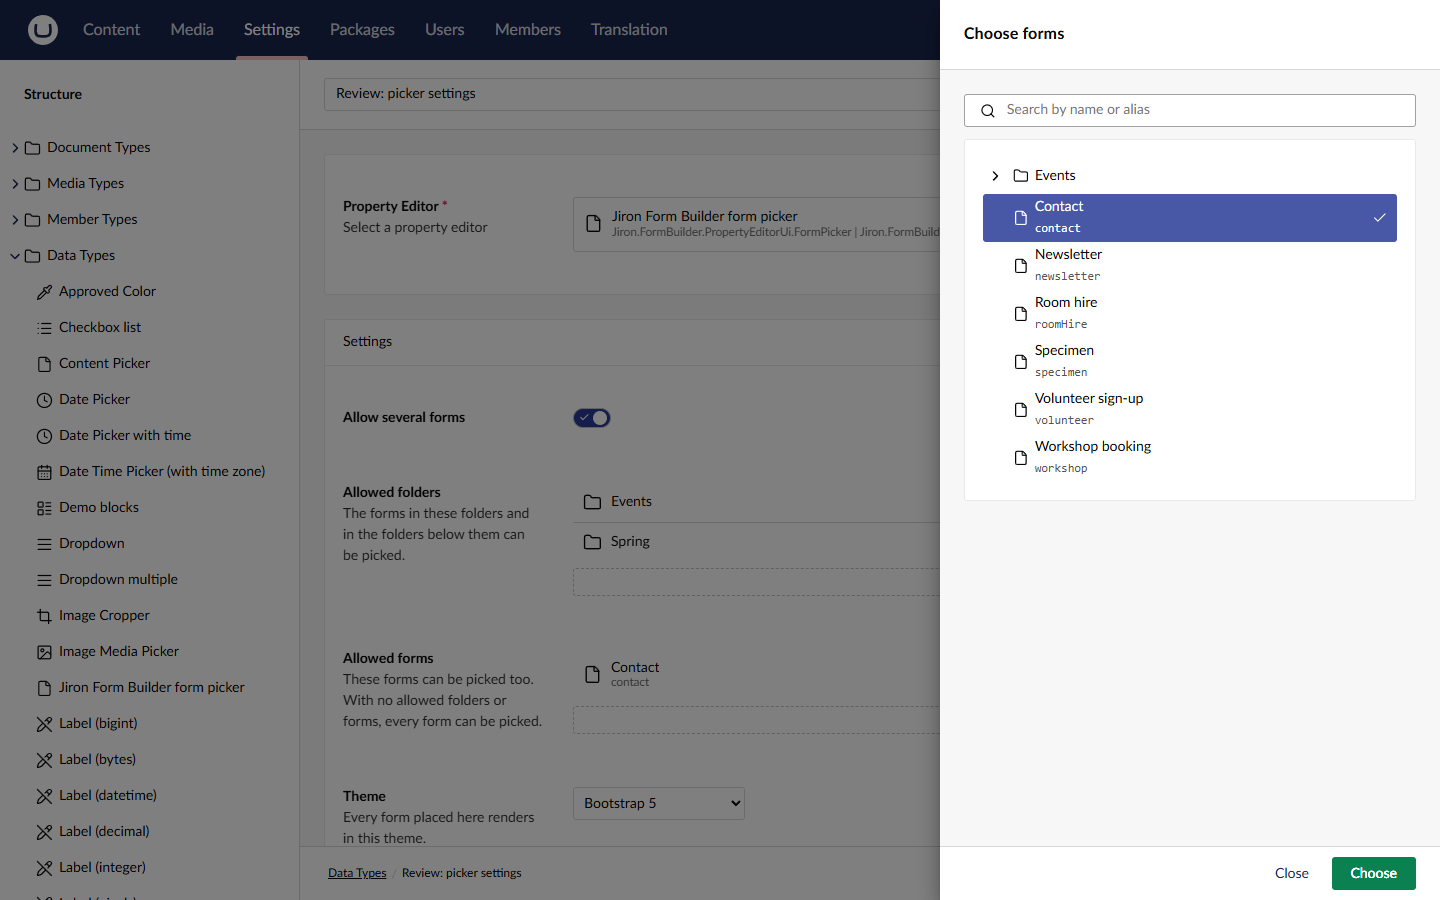 Content
Media
Settings
Packages
Users
Members
Translation
Structure
Document Types
Media Types
Member Types
Data Types
Approved Color
Checkbox list
Content Picker
Date Picker
Date Picker with time
Date Time Picker (with time zone)
Demo blocks
Dropdown
Dropdown multiple
Image Cropper
Image Media Picker
Jiron Form Builder form picker
Label (bigint)
Label (bytes)
Label (datetime)
Label (decimal)
Label (integer)
Review: picker settings
Property Editor *
Select a property editor
Jiron Form Builder form picker
Jiron.FormBuilder.PropertyEditorUi.FormPicker | Jiron.FormBuild
Settings
Allow several forms
Allowed folders
The forms in these folders and
in the folders below them can
be picked.
Events
Spring
Allowed forms
These forms can be picked too.
With no allowed folders or
forms, every form can be picked.
Contact
contact
Theme
Every form placed here renders
in this theme.
Bootstrap 5
Data Types / Review: picker settings
Choose forms
Search by name or alias
Events
Contact
contact
Newsletter
newsletter
Room hire
roomHire
Specimen
specimen
Volunteer sign-up
volunteer
Workshop booking
workshop
Close
Choose